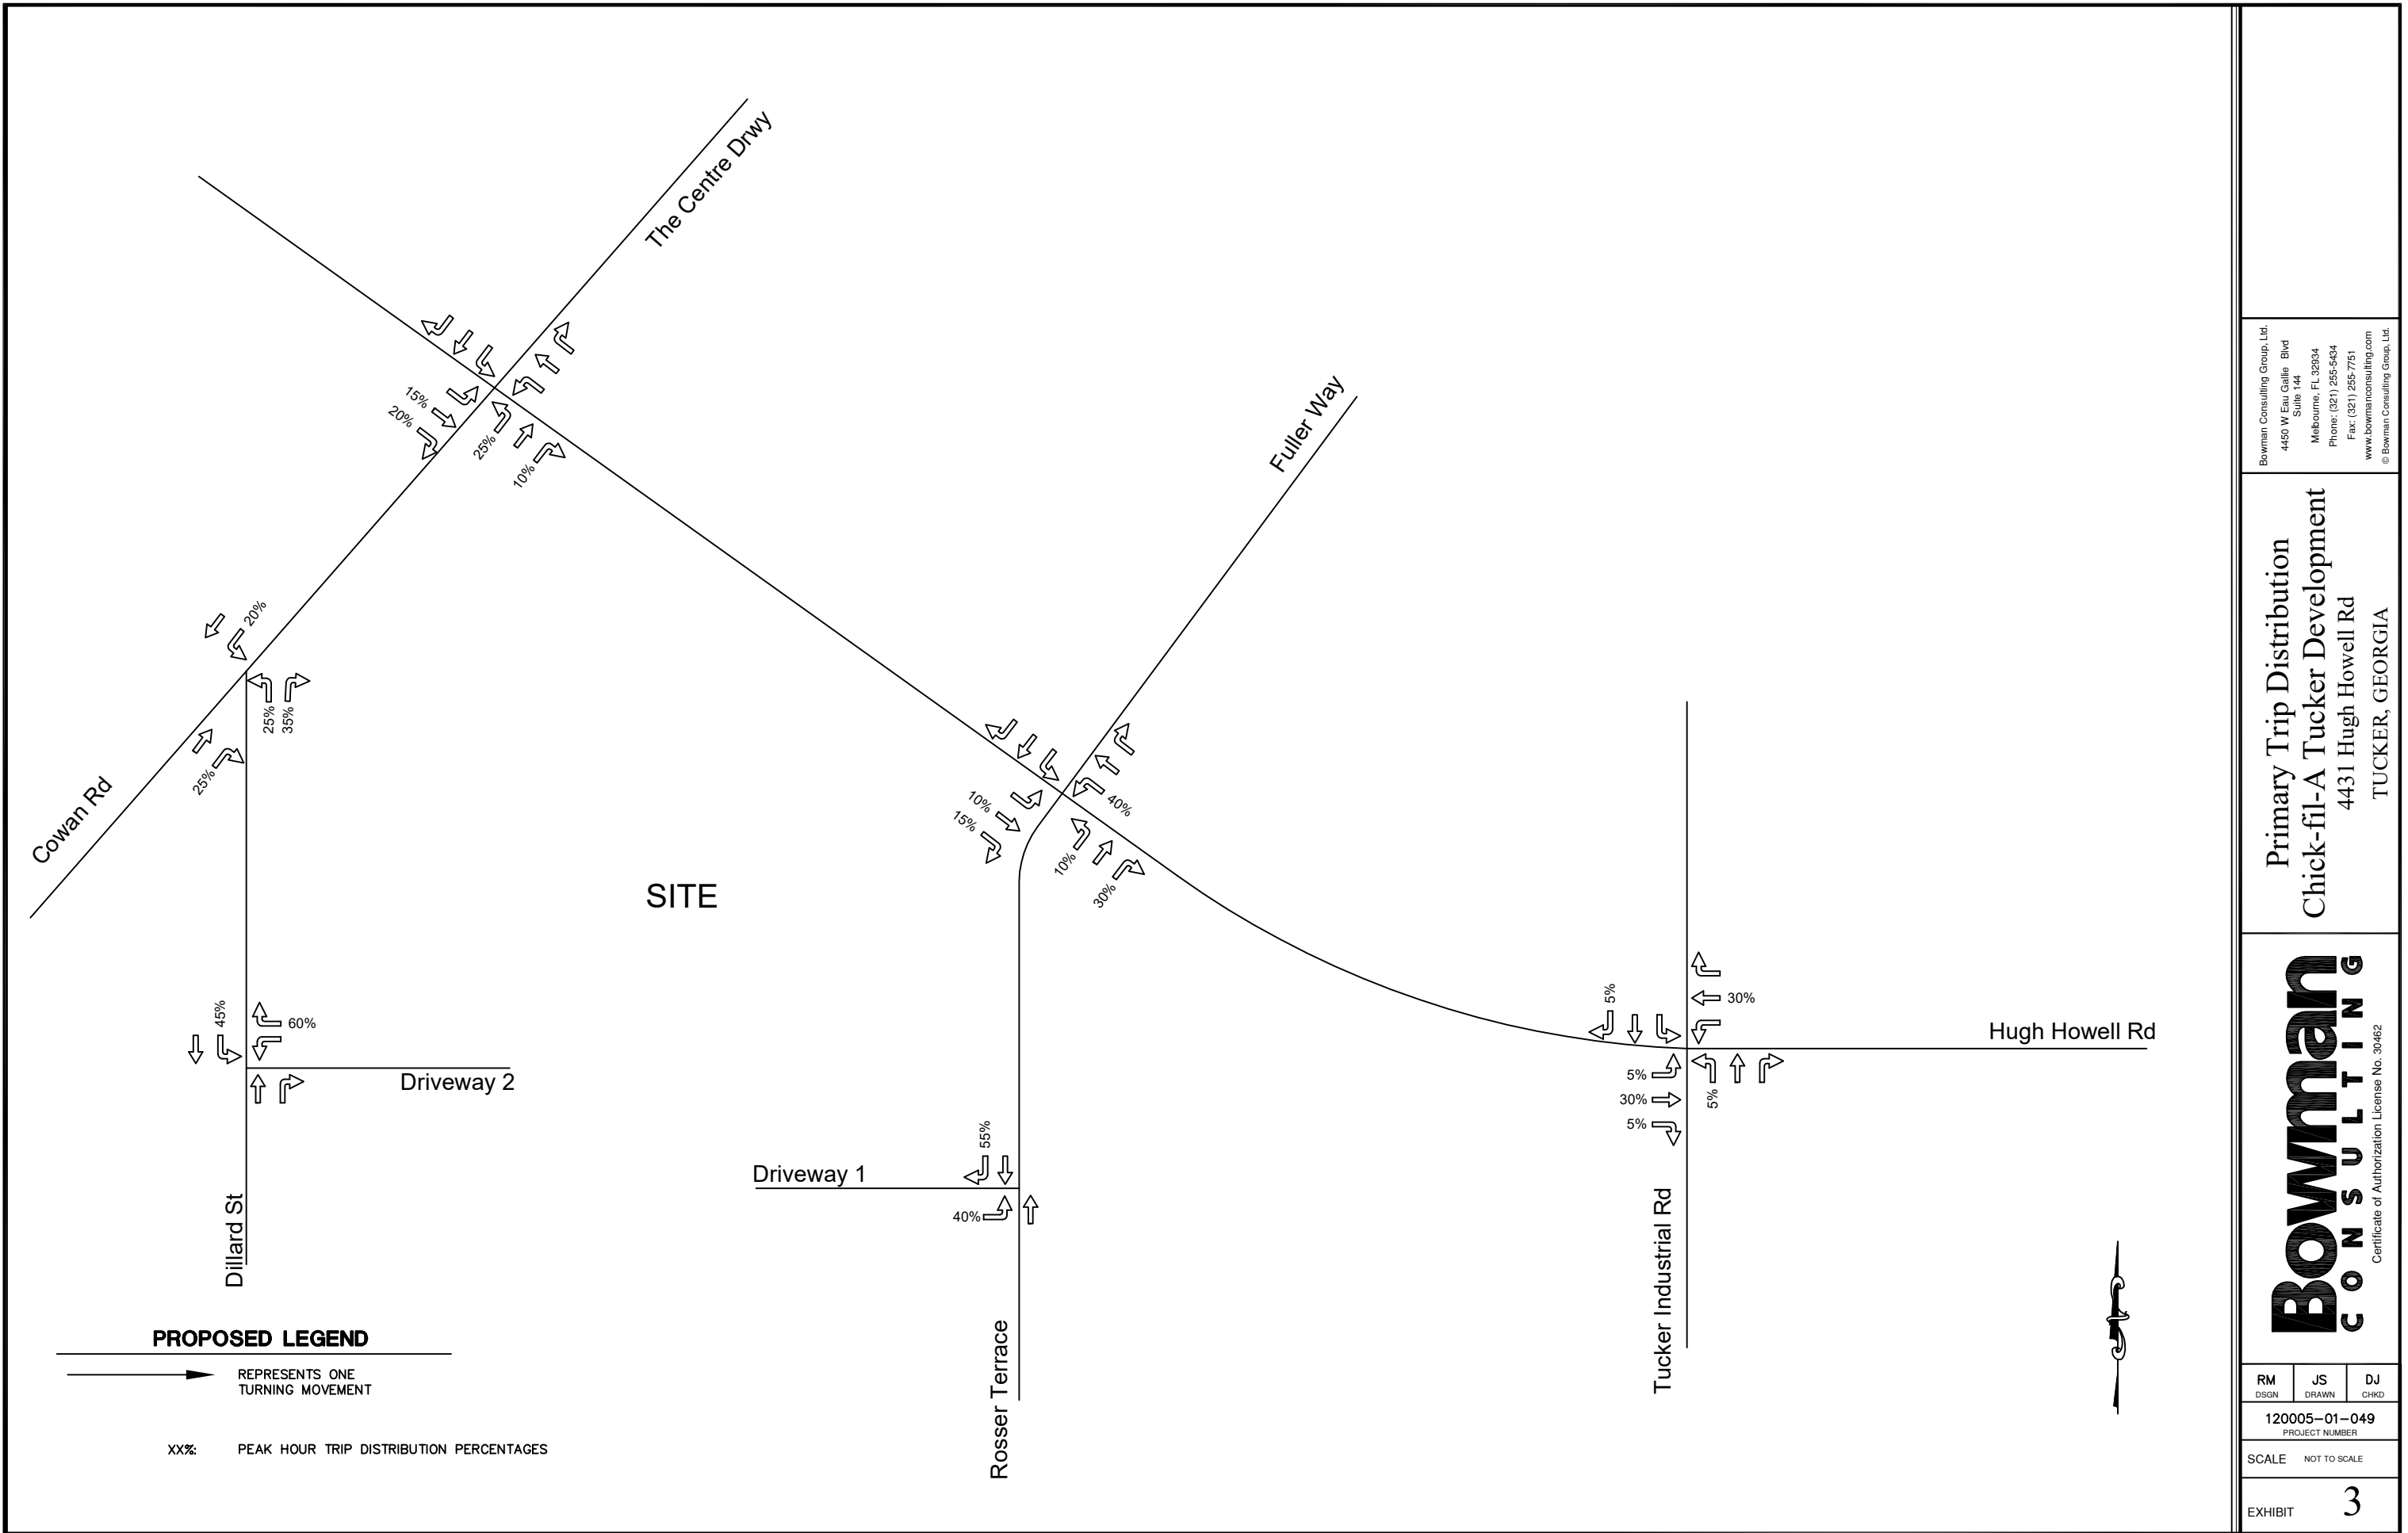 The Centre Drwy
15%
20%
25%
10%
Fuller Way
20%
25%
35%
25%
Cowan Rd
10%
15%
40%
10%
30%
SITE
45%
60%
Driveway 2
Dillard St
55%
Driveway 1
40%
Rosser Terrace
5%
30%
5%
30%
5%
5%
Hugh Howell Rd
Tucker Industrial Rd
PROPOSED LEGEND
REPRESENTS ONE
TURNING MOVEMENT
XX%: PEAK HOUR TRIP DISTRIBUTION PERCENTAGES
Bowman Consulting Group, Ltd.
4450 W Eau Gallie Blvd
Suite 144
Melbourne, FL 32934
Phone: (321) 255-5434
Fax: (321) 255-7751
www.bowmanconsulting.com
© Bowman Consulting Group, Ltd.
Primary Trip Distribution
Chick-fil-A Tucker Development
4431 Hugh Howell Rd
TUCKER, GEORGIA
Bowman
CONSULTING
Certificate of Authorization License No. 30462
RM JS DJ
DSGN DRAWN CHKD
120005-01-049
PROJECT NUMBER
SCALE NOT TO SCALE
EXHIBIT 3